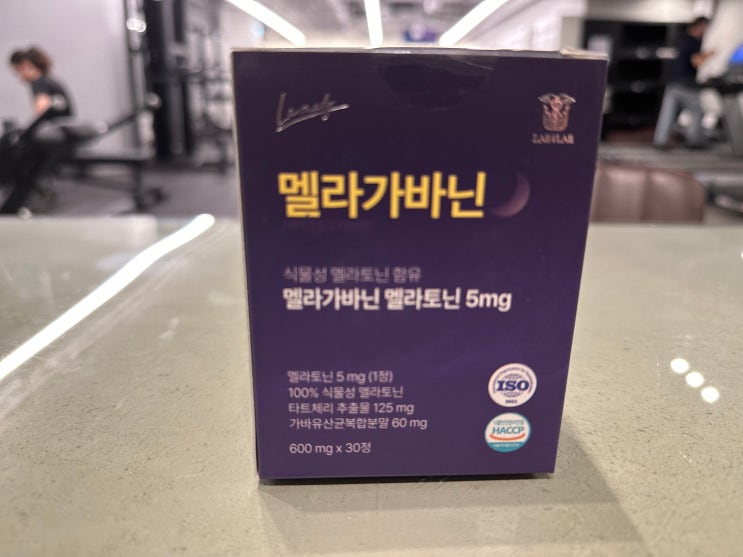 멜라가바닌
식물성 멜라토닌 함유
멜라가바닌 멜라토닌 5mg
멜라토닌 5 mg (1정)
100% 식물성 멜라토닌
타트체리 추출물 125 mg
가바유산균복합분말 60 mg
600 mg x 30정
ISO
9001
HACCP